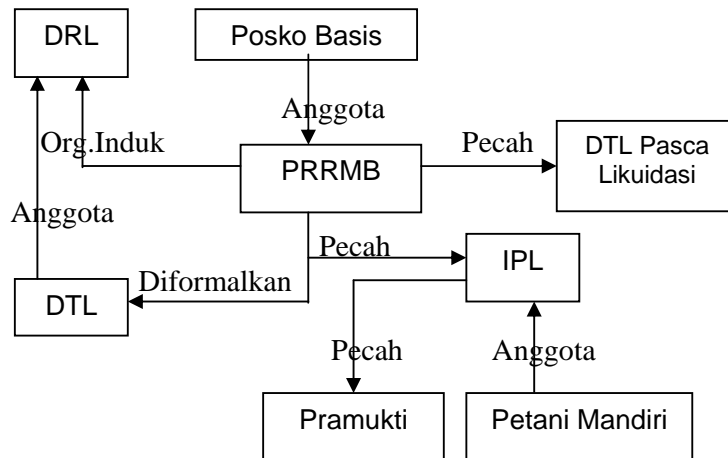 DRL
Posko Basis
Anggota
Org.Induk
PRRMB
Pecah
DTL Pasca
Likuidasi
Anggota
Pecah
IPL
Diformalkan
DTL
Pecah
Anggota
Pramukti
Petani Mandiri